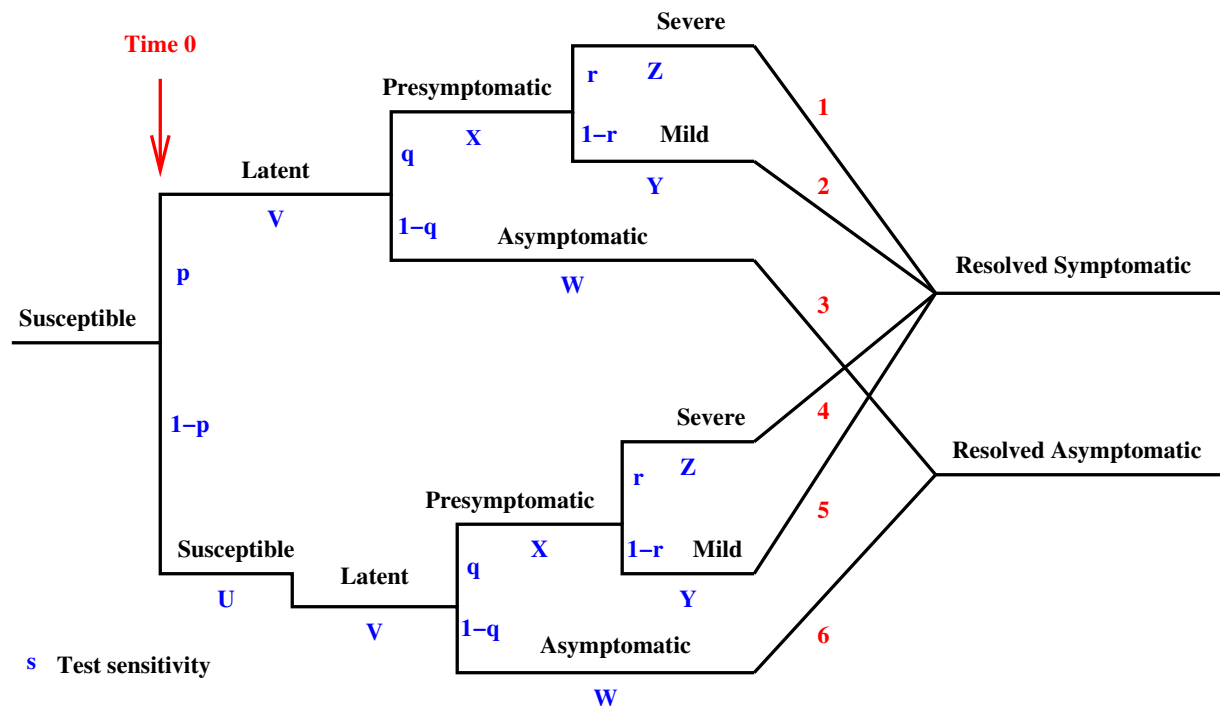 Severe
Time 0
r Z
Presymptomatic
1
X
1−r Mild
q
Latent
2
Y
V
1−q
Asymptomatic
p
W
Resolved Symptomatic
3
Susceptible
Severe
4
1−p
Resolved Asymptomatic
r Z
Presymptomatic
5
Susceptible
X
1−r Mild
Latent
q
U
Y
V
1−q
6
Asymptomatic
s Test sensitivity
W